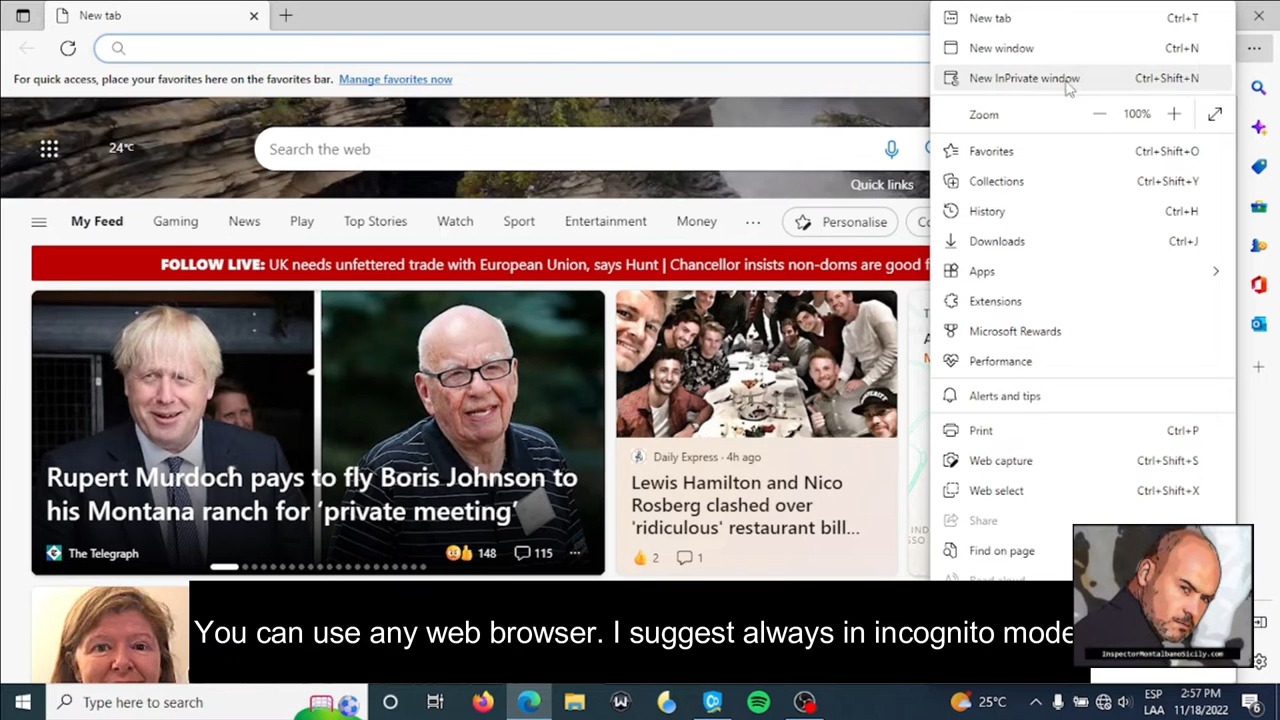 New tab
For quick access, place your favorites here on the favorites bar. Manage favorites now
24°C
Search the web
Quick links
My Feed
Gaming
News
Play
Top Stories
Watch
Sport
Entertainment
Money
Personalise
FOLLOW LIVE: UK needs unfettered trade with European Union, says Hunt | Chancellor insists non-doms are good f
Rupert Murdoch pays to fly Boris Johnson to
his Montana ranch for ‘private meeting’
The Telegraph
148
115
Daily Express · 4h ago
Lewis Hamilton and Nico
Rosberg clashed over
'ridiculous' restaurant bill...
2
1
New tab Ctrl+T
New window Ctrl+N
New InPrivate window Ctrl+Shift+N
Zoom 100%
Favorites Ctrl+Shift+O
Collections Ctrl+Shift+Y
History Ctrl+H
Downloads Ctrl+J
Apps
Extensions
Microsoft Rewards
Performance
Alerts and tips
Print Ctrl+P
Web capture Ctrl+Shift+S
Web select Ctrl+Shift+X
Share
Find on page
You can use any web browser. I suggest always in incognito mode
InspectorMontalbanoSicily.com
Type here to search
25°C
ESP
LAA
2:57 PM
11/18/2022
6